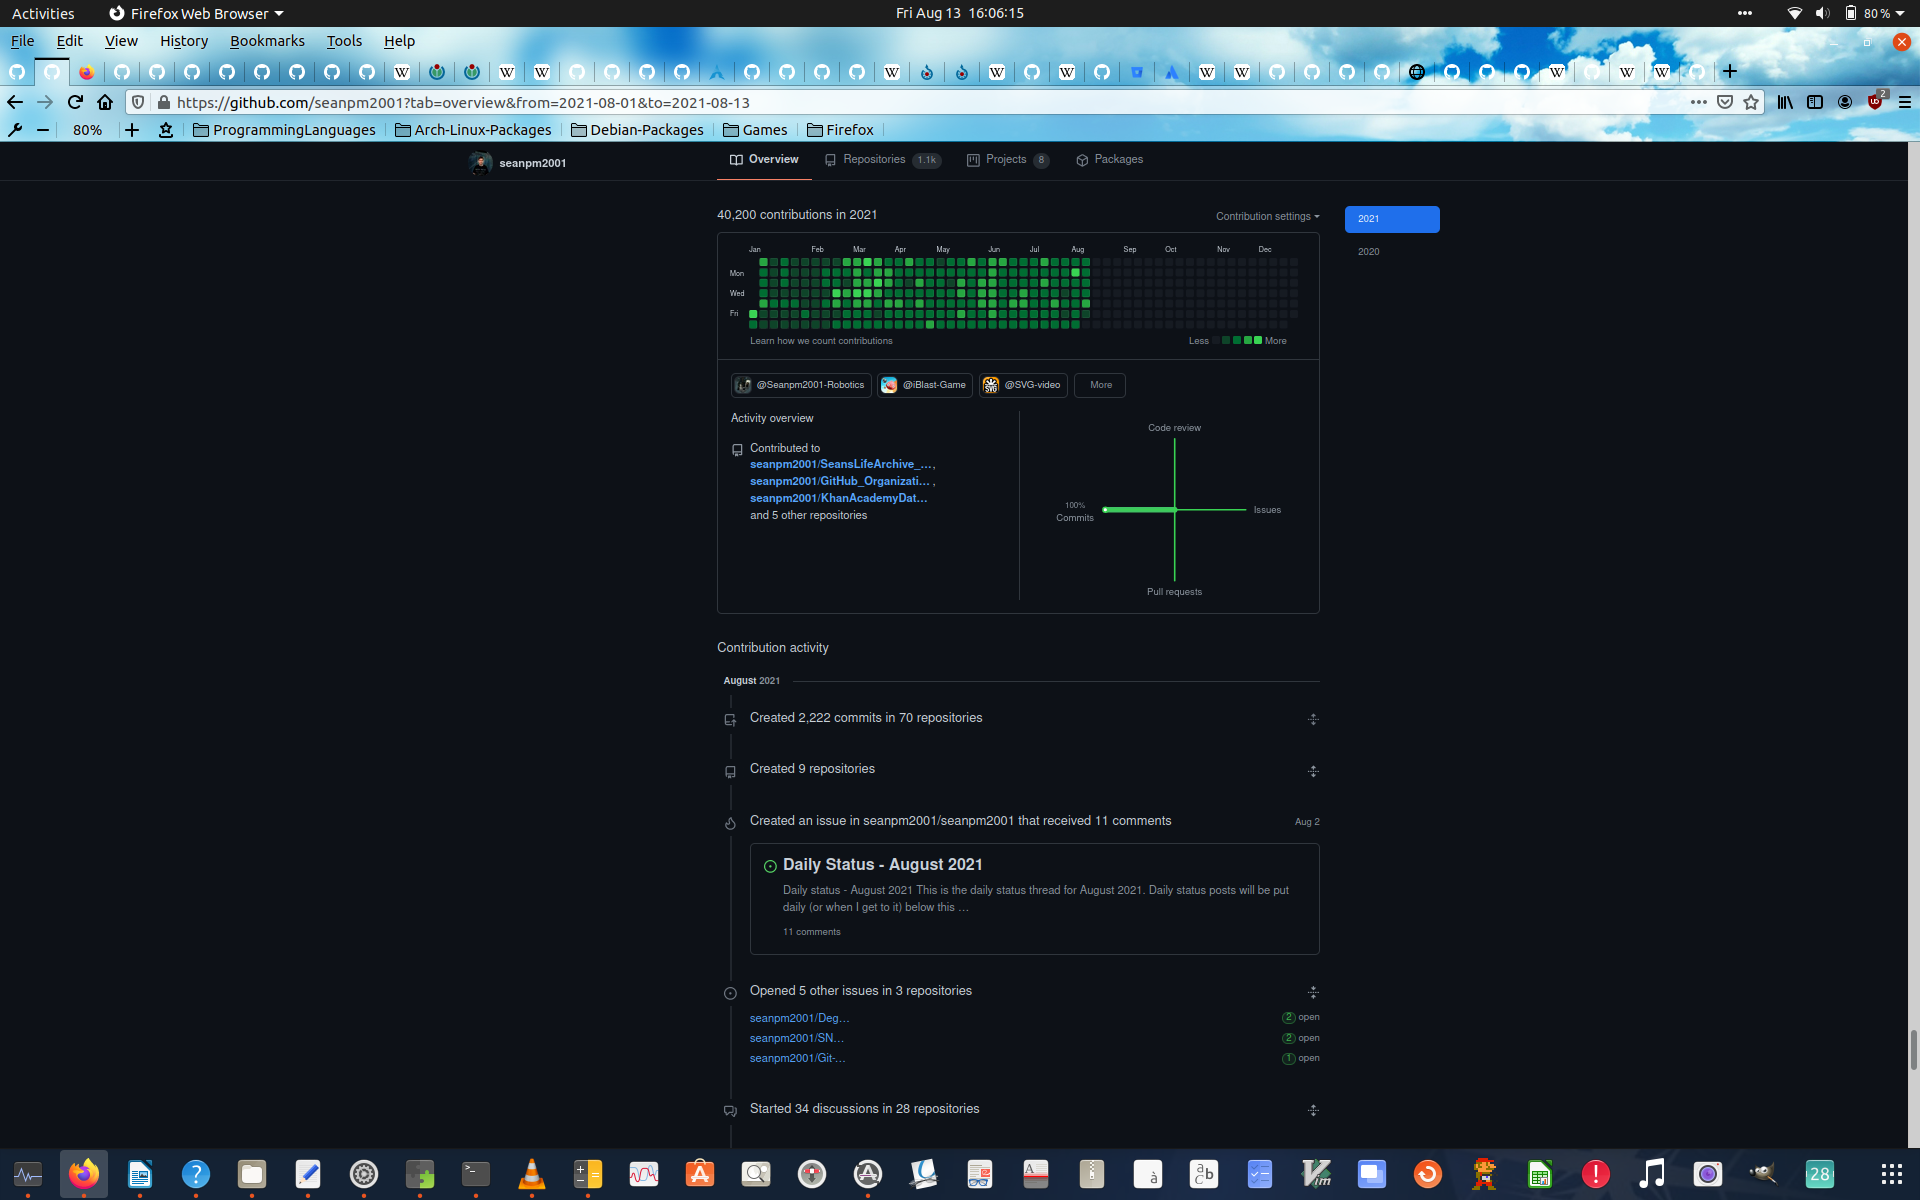 Activities
Firefox Web Browser
Fri Aug 13 16:06:15
80 %
File Edit View History Bookmarks Tools Help
https://github.com/seanpm2001?tab=overview&from=2021-08-01&to=2021-08-13
2
80%
ProgrammingLanguages
Arch-Linux-Packages
Debian-Packages
Games
Firefox
seanpm2001
Overview
Repositories 1.1k
Projects 8
Packages
40,200 contributions in 2021
Contribution settings
2021
2020
Jan Feb Mar Apr May Jun Jul Aug Sep Oct Nov Dec
Mon
Wed
Fri
Learn how we count contributions
Less
More
@Seanpm2001-Robotics
@iBlast-Game
@SVG-video
More
Activity overview
Contributed to
seanpm2001/SeansLifeArchive_…,
seanpm2001/GitHub_Organizati… ,
seanpm2001/KhanAcademyDat…
and 5 other repositories
Code review
100%
Commits
Issues
Pull requests
Contribution activity
August 2021
Created 2,222 commits in 70 repositories
Created 9 repositories
Created an issue in seanpm2001/seanpm2001 that received 11 comments
Aug 2
Daily Status - August 2021
Daily status - August 2021 This is the daily status thread for August 2021. Daily status posts will be put
daily (or when I get to it) below this …
11 comments
Opened 5 other issues in 3 repositories
seanpm2001/Deg…
2 open
seanpm2001/SN…
2 open
seanpm2001/Git-…
1 open
Started 34 discussions in 28 repositories
28